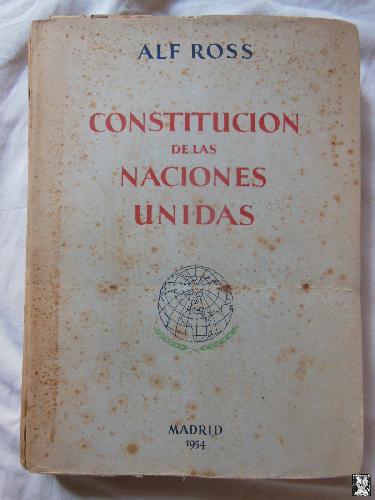 ALF ROSS
CONSTITUCION
DE LAS
NACIONES
UNIDAS
MADRID
1954